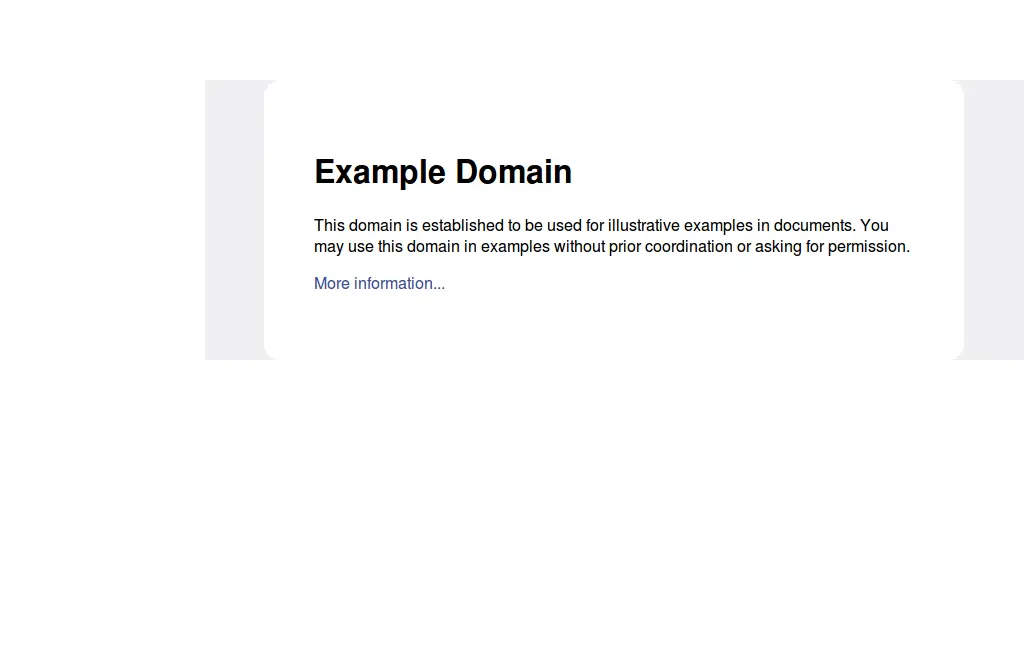 Example Domain
This domain is established to be used for illustrative examples in documents. You
may use this domain in examples without prior coordination or asking for permission.
More information...